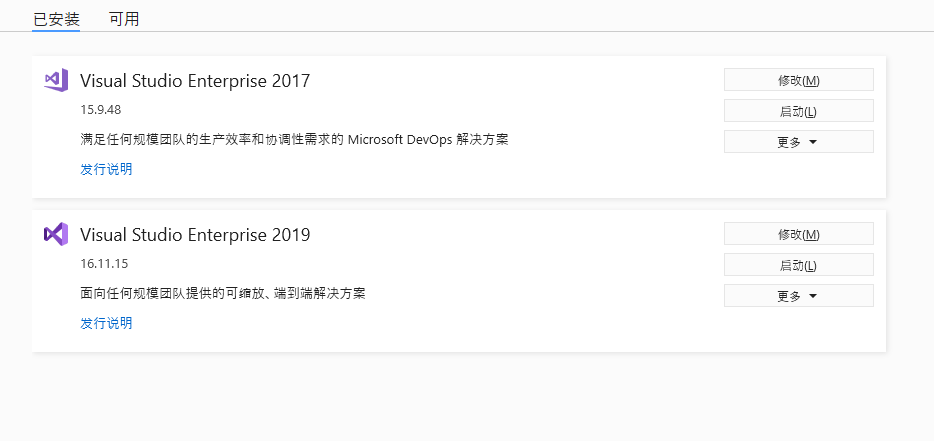 已安装 可用
Visual Studio Enterprise 2017
修改(M)
15.9.48
启动(L)
满足任何规模团队的生产效率和协调性需求的 Microsoft DevOps 解决方案
更多
发行说明
Visual Studio Enterprise 2019
修改(M)
16.11.15
启动(L)
面向任何规模团队提供的可缩放、端到端解决方案
更多
发行说明